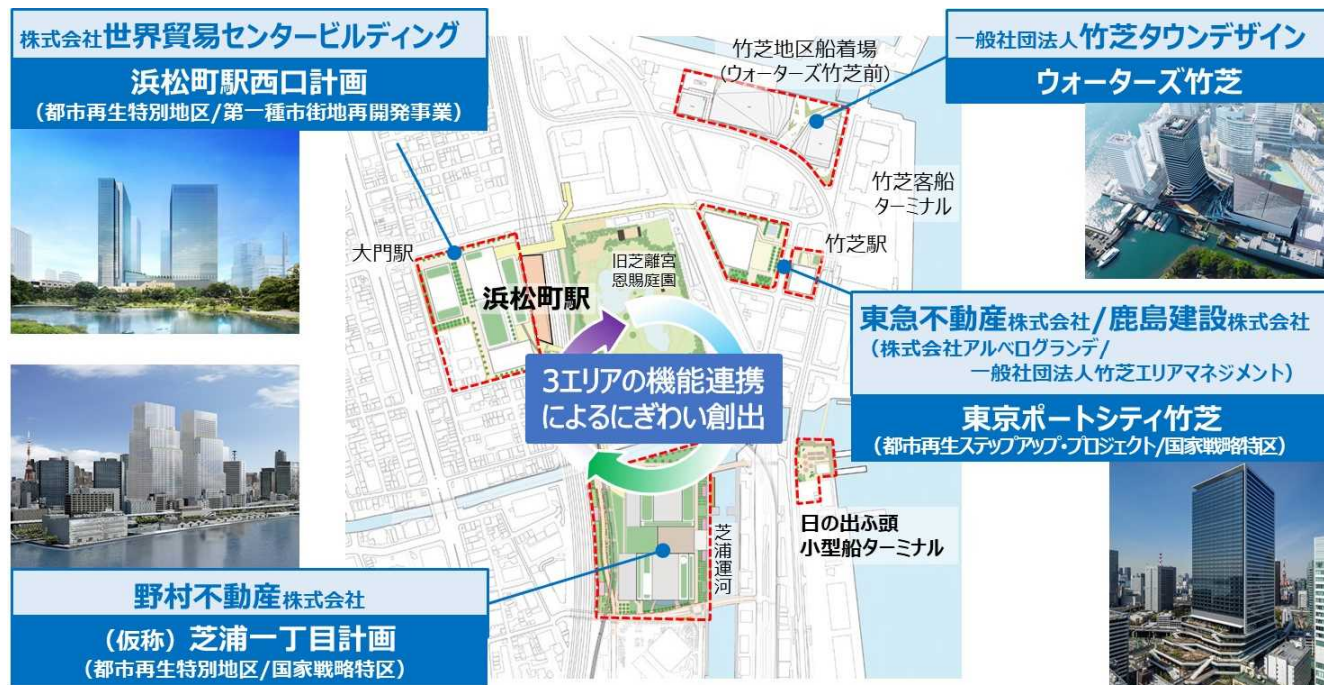 株式会社世界貿易センタービルディング
浜松町駅西口計画
（都市再生特別地区/第一種市街地再開発事業）
一般社団法人竹芝タウンデザイン
ウォーターズ竹芝
竹芝地区船着場
（ウォーターズ竹芝前）
竹芝客船
ターミナル
竹芝駅
大門駅
旧芝離宮
恩賜庭園
浜松町駅
3エリアの機能連携
によるにぎわい創出
東急不動産株式会社/鹿島建設株式会社
（株式会社アルベログランデ/
一般社団法人竹芝エリアマネジメント）
東京ポートシティ竹芝
（都市再生ステップアップ・プロジェクト/国家戦略特区）
日の出ふ頭
小型船ターミナル
芝浦運河
野村不動産株式会社
（仮称）芝浦一丁目計画
（都市再生特別地区/国家戦略特区）